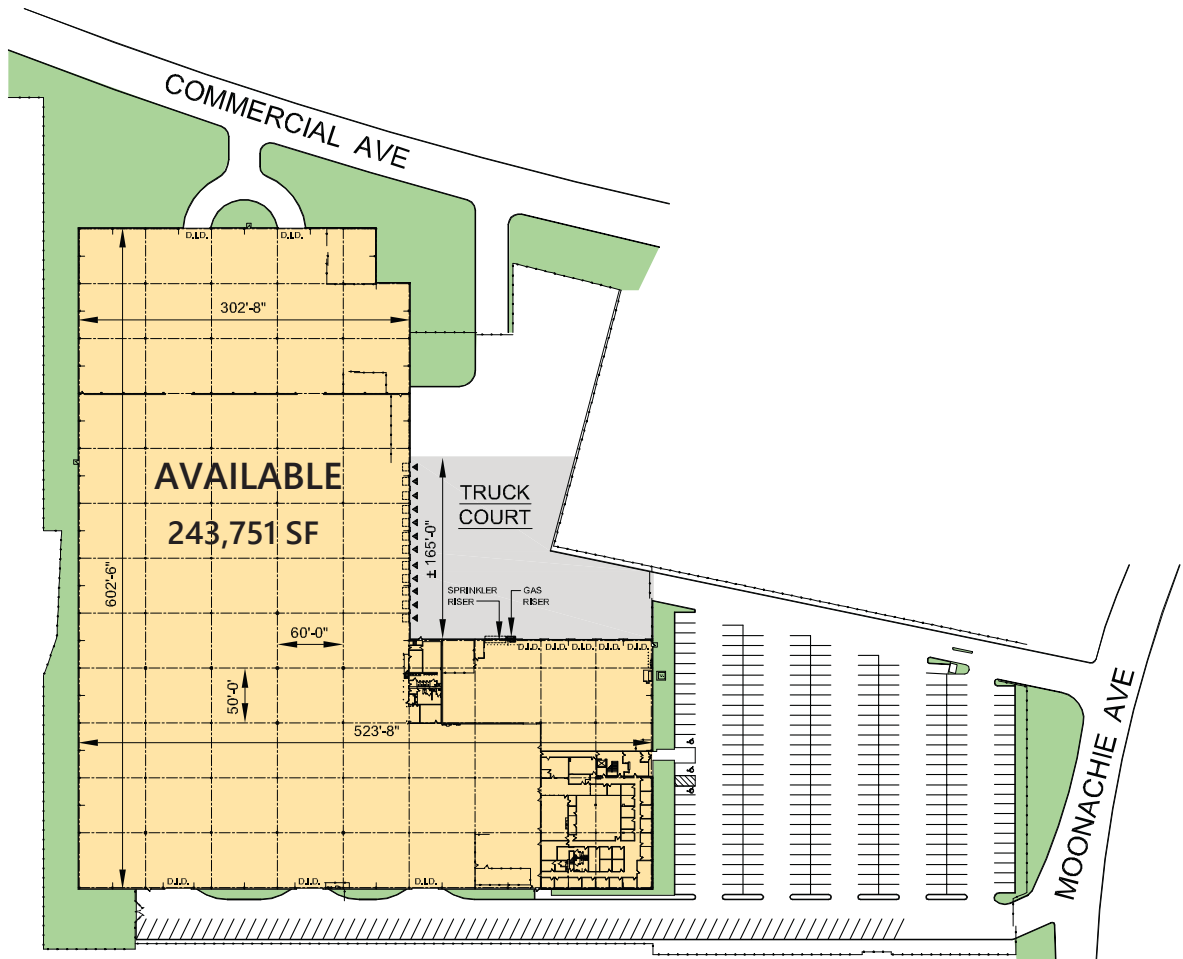 COMMERCIAL AVE
D.I.D.
D.I.D.
302'-8"
AVAILABLE
243,751 SF
TRUCK
COURT
± 165'-0"
602'-6"
SPRINKLER
RISER
GAS
RISER
60'-0"
D.I.D.
D.I.D.
D.I.D.
D.I.D.
D.I.D.
50'-0'
523'-8"
MOONACHIE AVE
D.I.D.
D.I.D.
D.I.D.